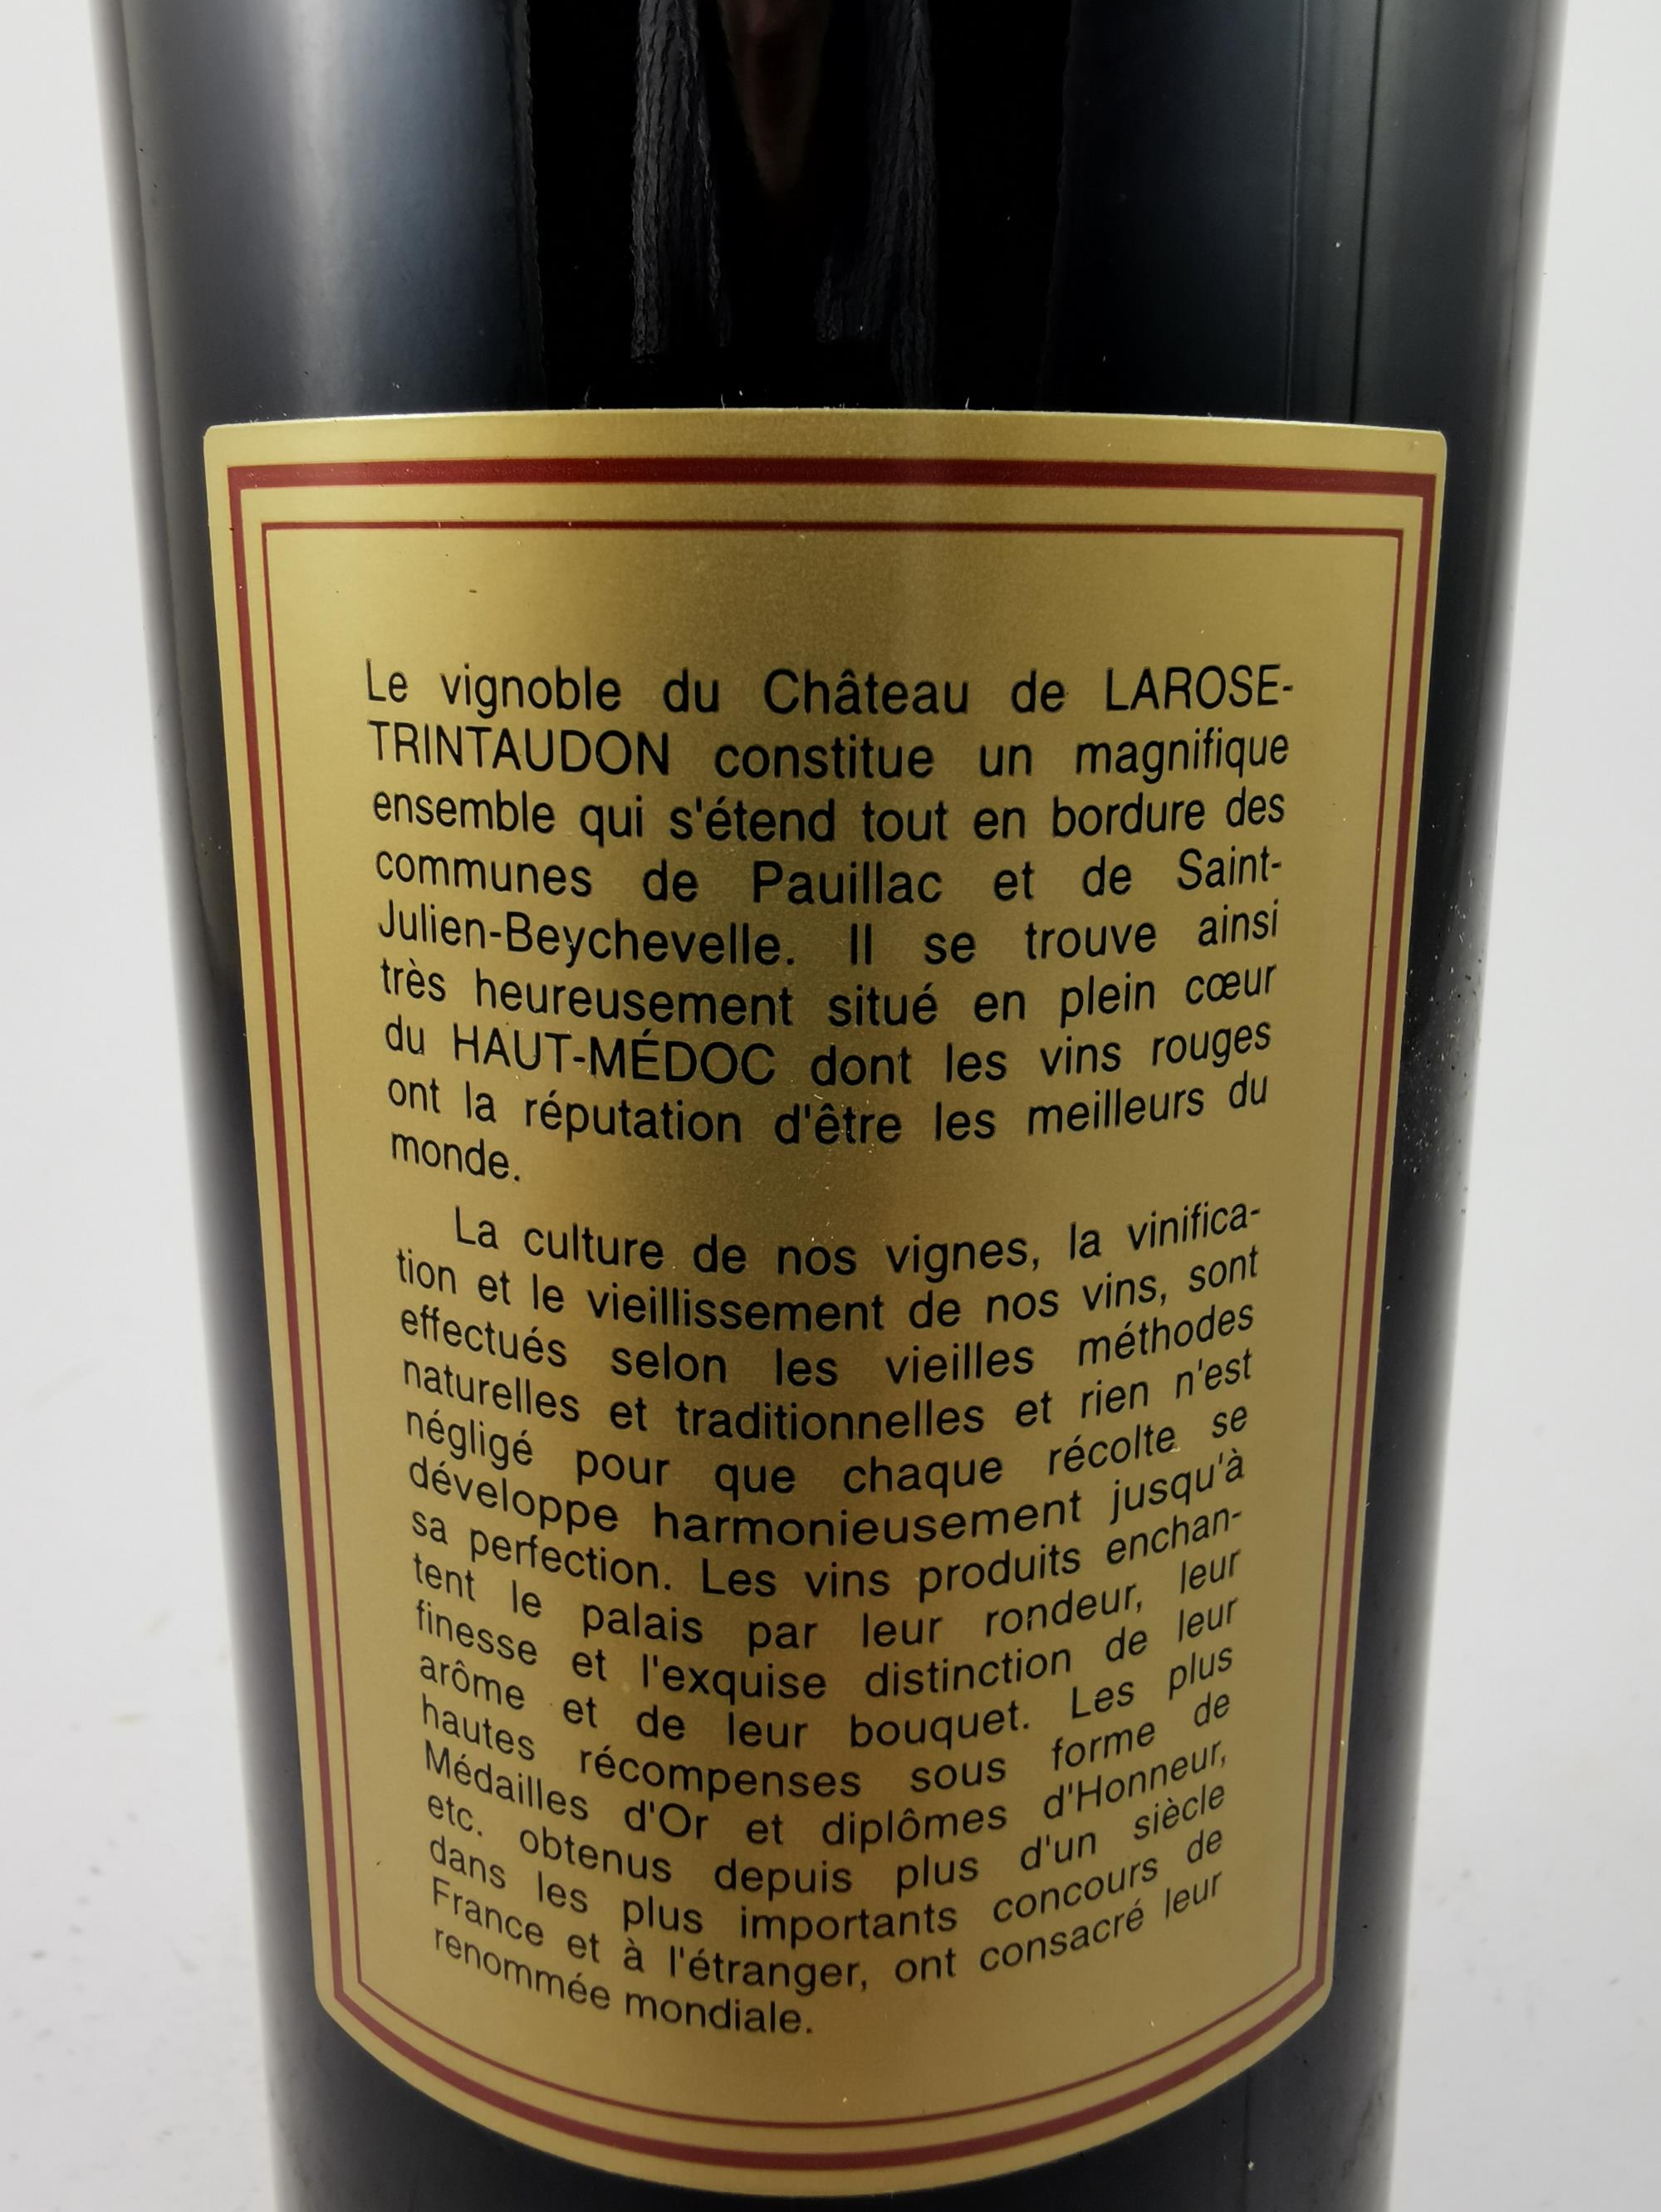 Le vignoble du Château de LAROSE-
TRINTAUDON constitue un magnifique
ensemble qui s'étend tout en bordure des
communes de Pauillac et de Saint-
Julien-Beychevelle. Il se trouve ainsi
très heureusement situé en plein cœur
du HAUT-MÉDOC dont les vins rouges
ont la réputation d'être les meilleurs du
monde.
La culture de nos vignes, la vinifica-
tion et le vieillissement de nos vins, sont
effectués selon les vieilles méthodes
naturelles et traditionnelles et rien n'est
négligé pour que chaque récolte se
développe harmonieusement jusqu'à
sa perfection. Les vins produits enchan-
tent le palais par leur rondeur, leur
finesse et l'exquise distinction de leur
arôme et de leur bouquet. Les plus
hautes récompenses sous forme de
Médailles d'Or et diplômes d'Honneur,
etc. obtenus depuis plus d'un siècle
dans les plus importants concours de
France et à l'étranger, ont consacré leur
renommée mondiale.